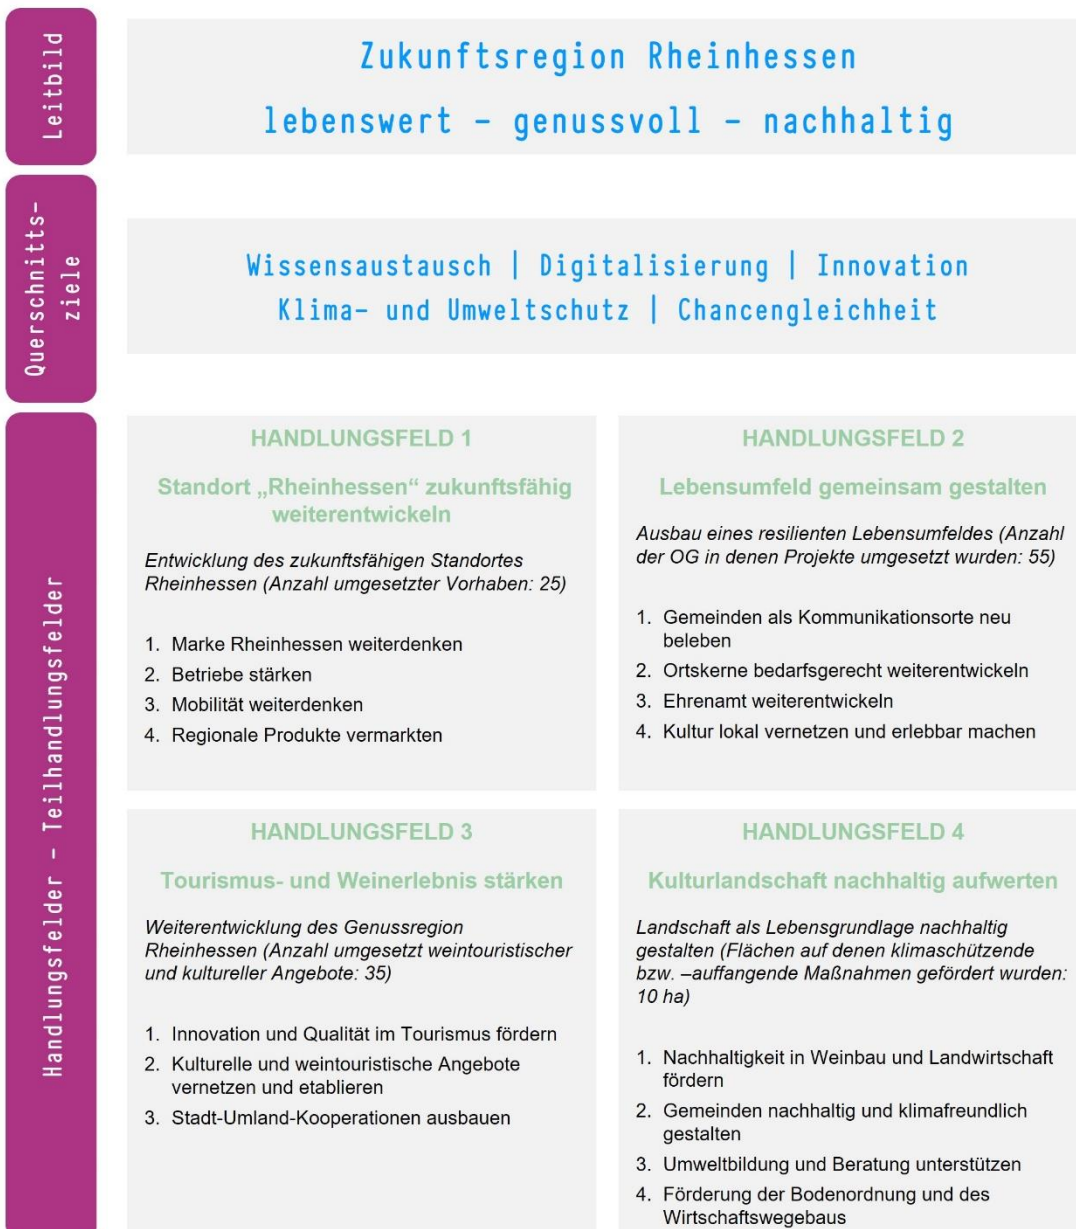 Leitbild
Zukunftsregion Rheinhessen
lebenswert – genussvoll – nachhaltig
Querschnitts-
ziele
Wissensaustausch | Digitalisierung | Innovation
Klima- und Umweltschutz | Chancengleichheit
Handlungsfelder – Teilhandlungsfelder
HANDLUNGSFELD 1
Standort „Rheinhessen“ zukunftsfähig
weiterentwickeln
Entwicklung des zukunftsfähigen Standortes
Rheinhessen (Anzahl umgesetzter Vorhaben: 25)
1. Marke Rheinhessen weiterdenken
2. Betriebe stärken
3. Mobilität weiterdenken
4. Regionale Produkte vermarkten
HANDLUNGSFELD 2
Lebensumfeld gemeinsam gestalten
Ausbau eines resilienten Lebensumfeldes (Anzahl
der OG in denen Projekte umgesetzt wurden: 55)
1. Gemeinden als Kommunikationsorte neu
beleben
2. Ortskerne bedarfsgerecht weiterentwickeln
3. Ehrenamt weiterentwickeln
4. Kultur lokal vernetzen und erlebbar machen
HANDLUNGSFELD 3
Tourismus- und Weinerlebnis stärken
Weiterentwicklung des Genussregion
Rheinhessen (Anzahl umgesetzt weintouristischer
und kultureller Angebote: 35)
1. Innovation und Qualität im Tourismus fördern
2. Kulturelle und weintouristische Angebote
vernetzen und etablieren
3. Stadt-Umland-Kooperationen ausbauen
HANDLUNGSFELD 4
Kulturlandschaft nachhaltig aufwerten
Landschaft als Lebensgrundlage nachhaltig
gestalten (Flächen auf denen klimaschützende
bzw. –auffangende Maßnahmen gefördert wurden:
10 ha)
1. Nachhaltigkeit in Weinbau und Landwirtschaft
fördern
2. Gemeinden nachhaltig und klimafreundlich
gestalten
3. Umweltbildung und Beratung unterstützen
4. Förderung der Bodenordnung und des
Wirtschaftswegebaus